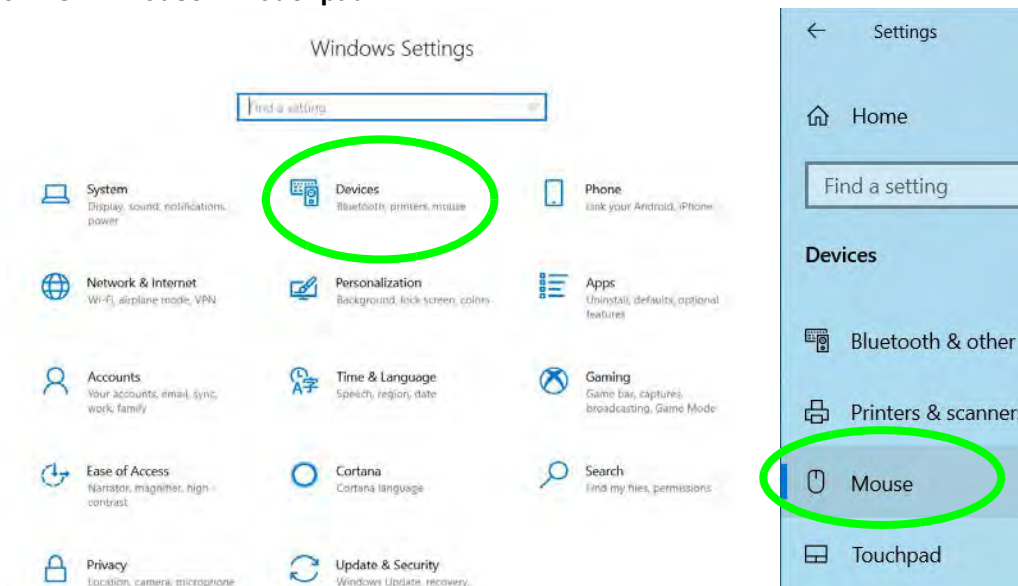 Windows Settings
Find a setting
System
Display, sound, notifications,
power
Devices
Bluetooth, printers, mouse
Phone
Link your Android, iPhone
Network & Internet
Wi-Fi, airplane mode, VPN
Personalization
Background, lock screen, colors
Apps
Uninstall, defaults, optional
features
Accounts
Your accounts, email, sync,
work, family
Time & Language
Speech, region, date
Gaming
Game bar, captures,
broadcasting, Game Mode
Ease of Access
Narrator, magnifier, high
contrast
Cortana
Cortana language
Search
Find my files, permissions
Privacy
Location, camera, microphone
Update & Security
Windows Update, recovery,
Settings
Home
Find a setting
Devices
Bluetooth & other
Printers & scanners
Mouse
Touchpad